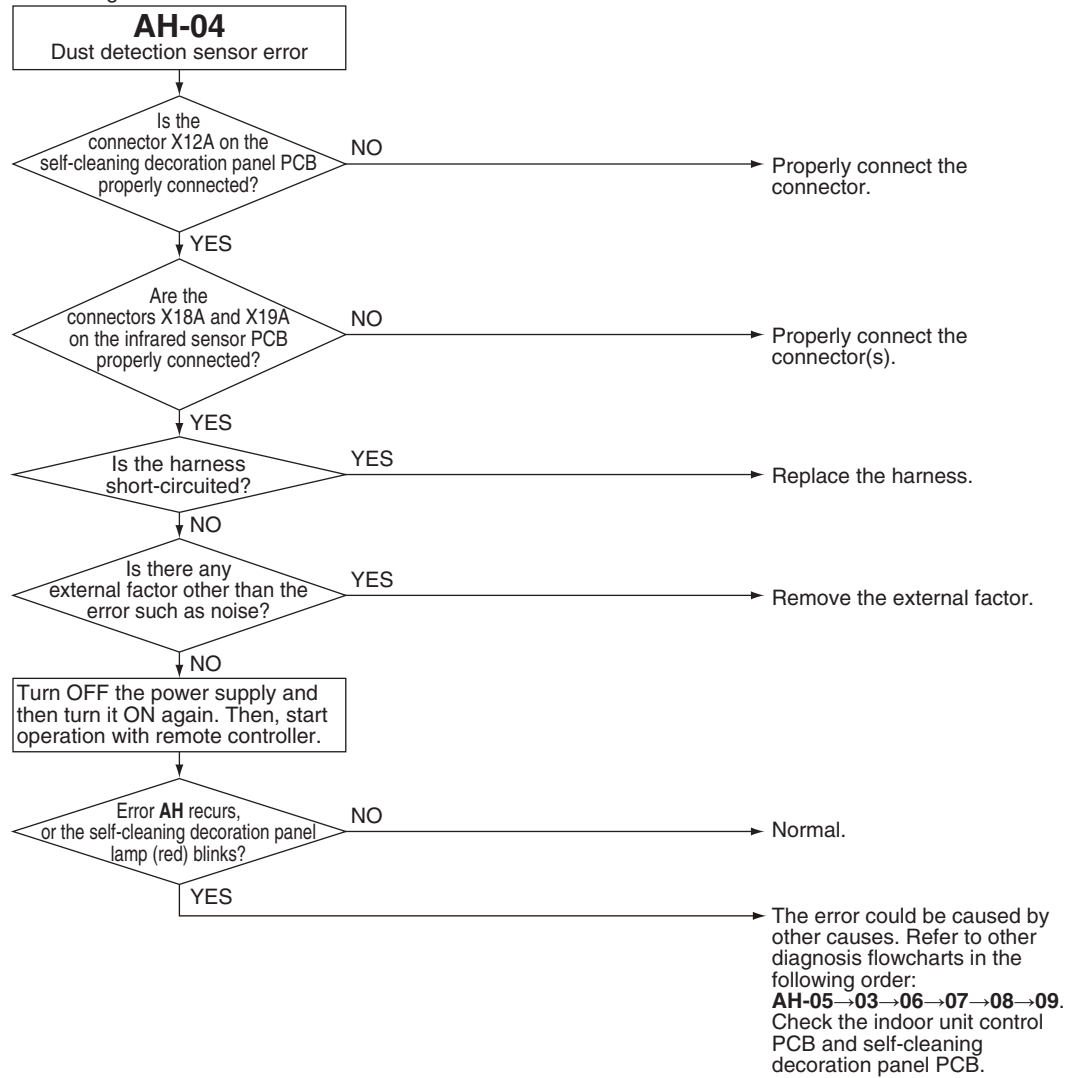 AH-04
Dust detection sensor error
Is the
connector X12A on the
self-cleaning decoration panel PCB
properly connected?
NO
Properly connect the
connector.
YES
Are the
connectors X18A and X19A
on the infrared sensor PCB
properly connected?
NO
Properly connect the
connector(s).
YES
Is the harness
short-circuited?
YES
Replace the harness.
NO
Is there any
external factor other than the
error such as noise?
YES
Remove the external factor.
NO
Turn OFF the power supply and
then turn it ON again. Then, start
operation with remote controller.
Error AH recurs,
or the self-cleaning decoration panel
lamp (red) blinks?
NO
Normal.
YES
The error could be caused by
other causes. Refer to other
diagnosis flowcharts in the
following order:
AH-05→03→06→07→08→09.
Check the indoor unit control
PCB and self-cleaning
decoration panel PCB.